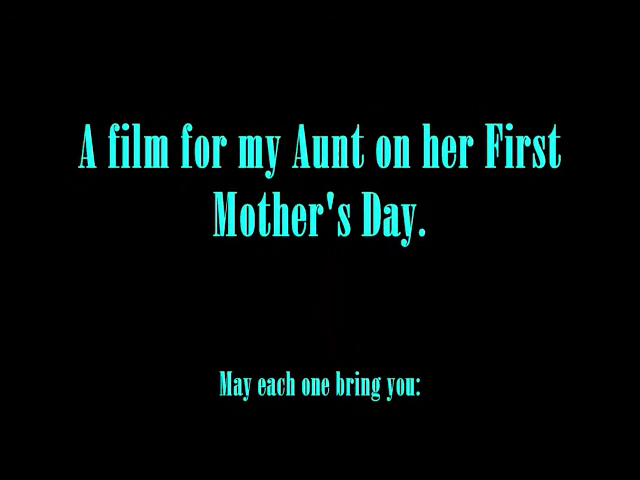 A film for my Aunt on her First
Mother's Day.
May each one bring you: